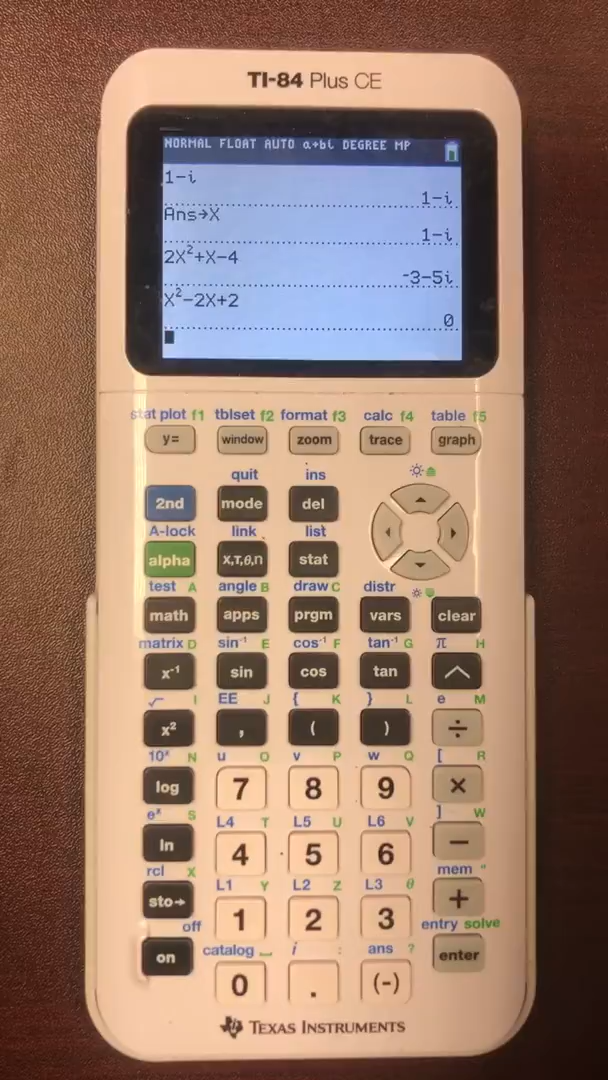 TI-84 Plus CE
NORMAL FLOAT AUTO a+bi DEGREE MP
1-i
1-i
Ans→X
1-i
2X²+X-4
-3-5i
X²-2X+2
0
stat plot f1 tblset f2 format f3 calc f4 table f5
y= window zoom trace graph
quit ins
2nd mode del
A-lock link list
alpha X,T,θ,n stat
test A angle B draw C distr
math apps prgm vars clear
matrix D sin⁻¹ E cos⁻¹ F tan⁻¹ G π H
x⁻¹ sin cos tan ^
√ I EE J { K } L e M
x² , ( ) ÷
10ˣ N u O v P w Q [ R
log 7 8 9 ×
eˣ S L4 T L5 U L6 V ] W
ln 4 5 6 −
rcl X L1 Y L2 Z L3 θ mem "
sto→ 1 2 3 +
off catalog ⎵ i : ans ? entry solve
on 0 . (-) enter
TEXAS INSTRUMENTS